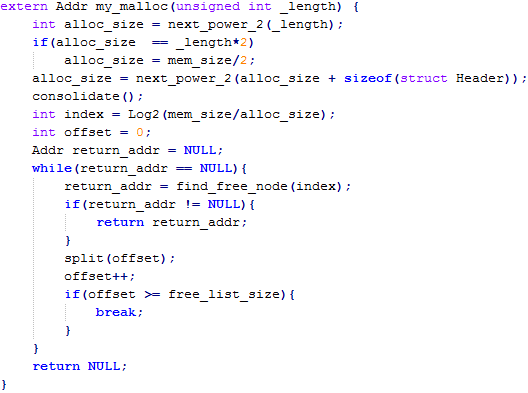 extern Addr my_malloc(unsigned int _length) {
    int alloc_size = next_power_2(_length);
    if(alloc_size  == _length*2)
        alloc_size = mem_size/2;
    alloc_size = next_power_2(alloc_size + sizeof(struct Header));
    consolidate();
    int index = Log2(mem_size/alloc_size);
    int offset = 0;
    Addr return_addr = NULL;
    while(return_addr == NULL){
        return_addr = find_free_node(index);
        if(return_addr != NULL){
            return return_addr;
        }
        split(offset);
        offset++;
        if(offset >= free_list_size){
            break;
        }
    }
    return NULL;
}